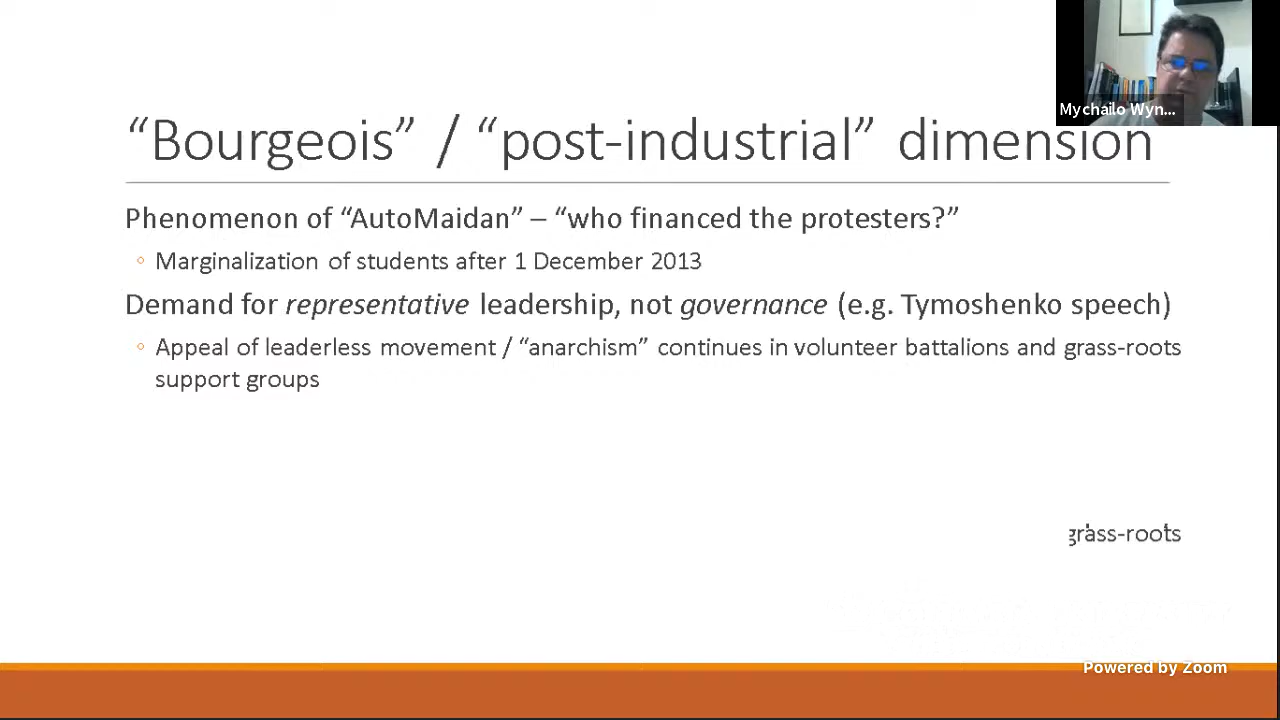 Mychailo Wyn...
“Bourgeois” / “post-industrial” dimension
Phenomenon of “AutoMaidan” – “who financed the protesters?”
◦ Marginalization of students after 1 December 2013
Demand for representative leadership, not governance (e.g. Tymoshenko speech)
◦ Appeal of leaderless movement / “anarchism” continues in volunteer battalions and grass-roots
support groups
grass-roots
Powered by Zoom